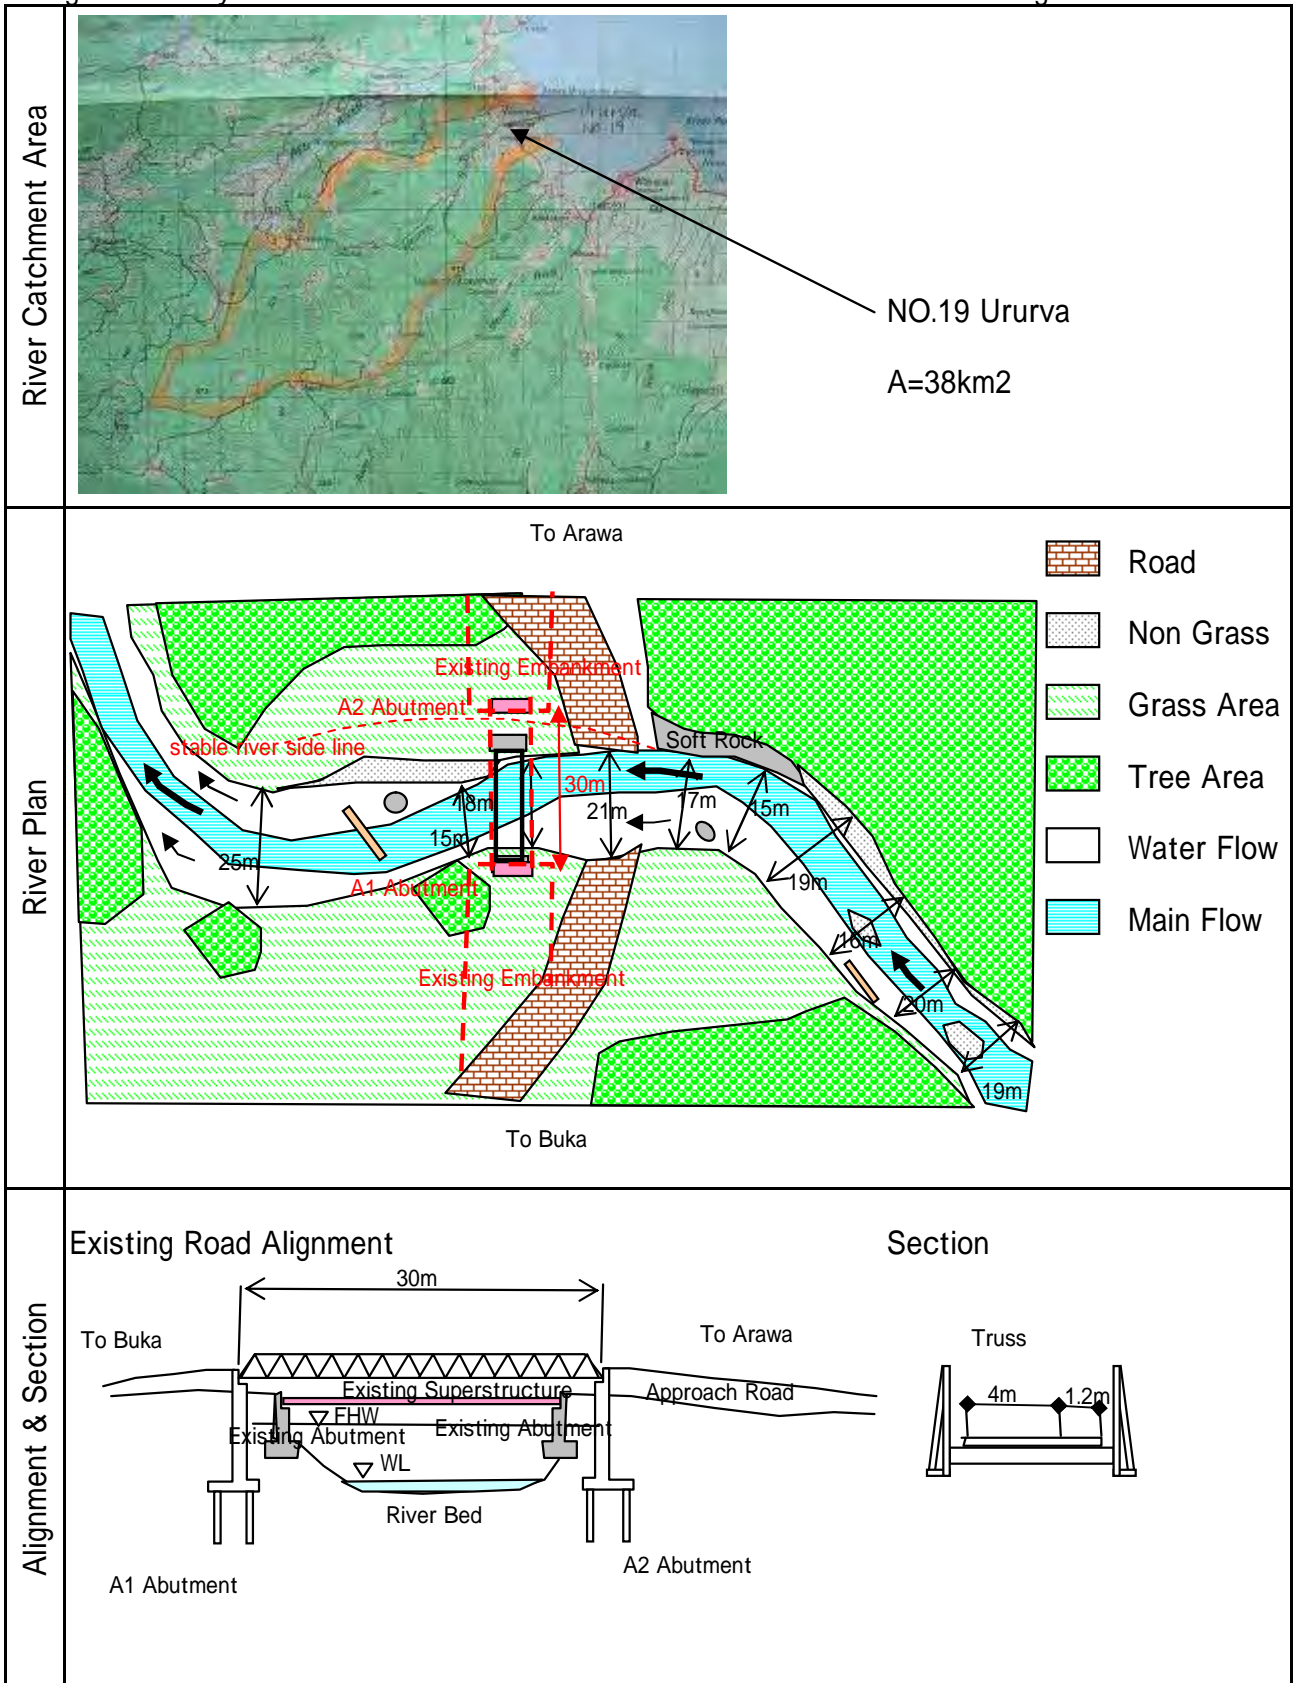 River Catchment Area
NO.19 Ururva
A=38km2
River Plan
To Arawa
Road
Non Grass
Grass Area
Tree Area
Water Flow
Main Flow
Existing Embankment
A2 Abutment
stable river side line
Soft Rock
30m
18m
21m
17m
15m
15m
25m
19m
A1 Abutment
16m
Existing Embankment
20m
19m
To Buka
Alignment & Section
Existing Road Alignment
Section
30m
To Buka
To Arawa
Truss
Existing Superstructure
Approach Road
4m
1.2m
FHW
Existing Abutment
Existing Abutment
WL
River Bed
A2 Abutment
A1 Abutment